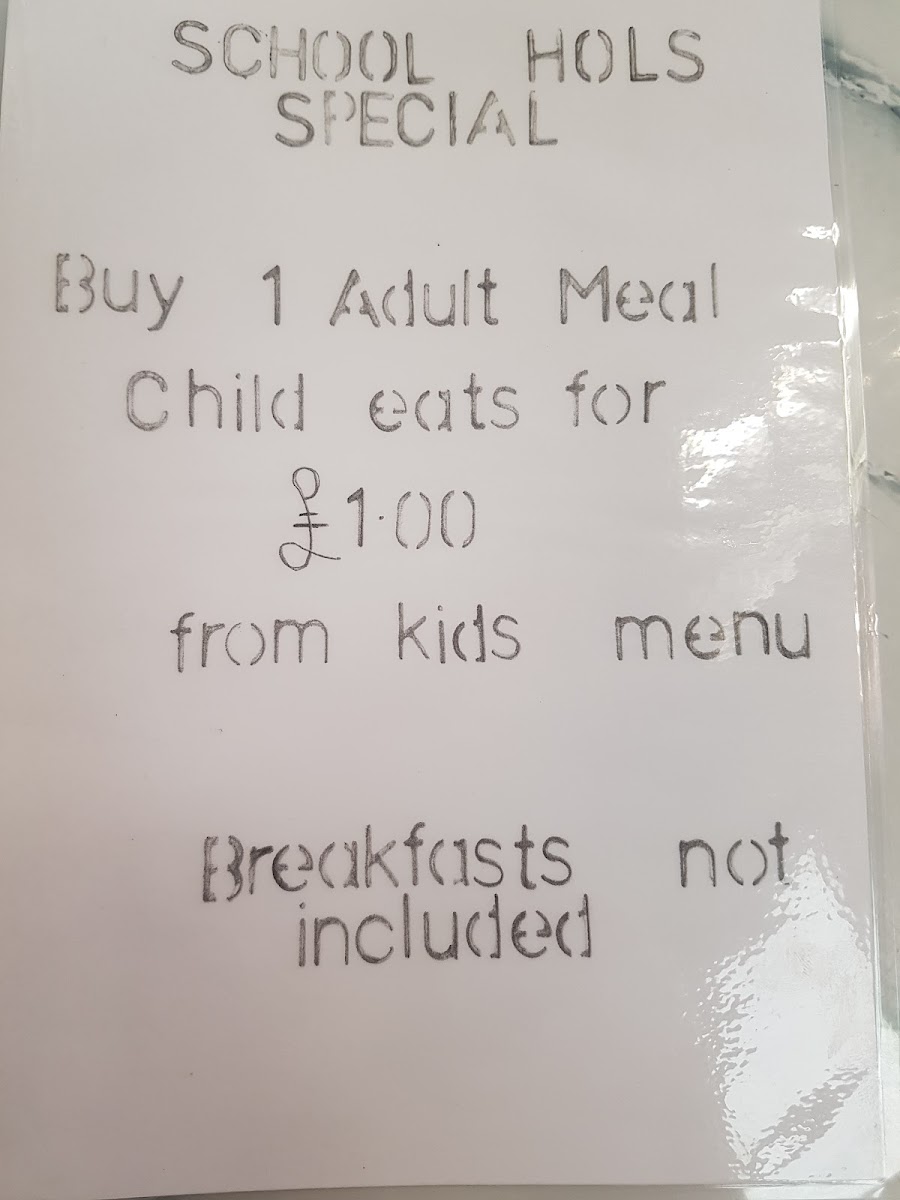 SCHOOL HOLS
SPECIAL
Buy 1 Adult Meal
Child eats for
£1·00
from kids menu
Breakfasts not
included